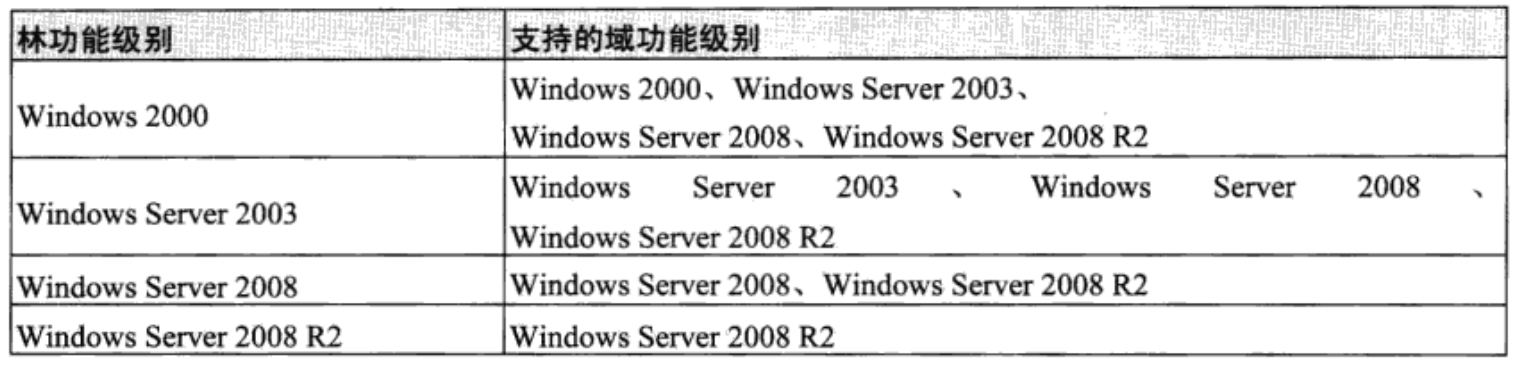 林功能级别 支持的域功能级别
Windows 2000
Windows 2000、Windows Server 2003、
Windows Server 2008、Windows Server 2008 R2
Windows Server 2003
Windows Server 2003 、 Windows Server 2008 、
Windows Server 2008 R2
Windows Server 2008 Windows Server 2008、Windows Server 2008 R2
Windows Server 2008 R2 Windows Server 2008 R2